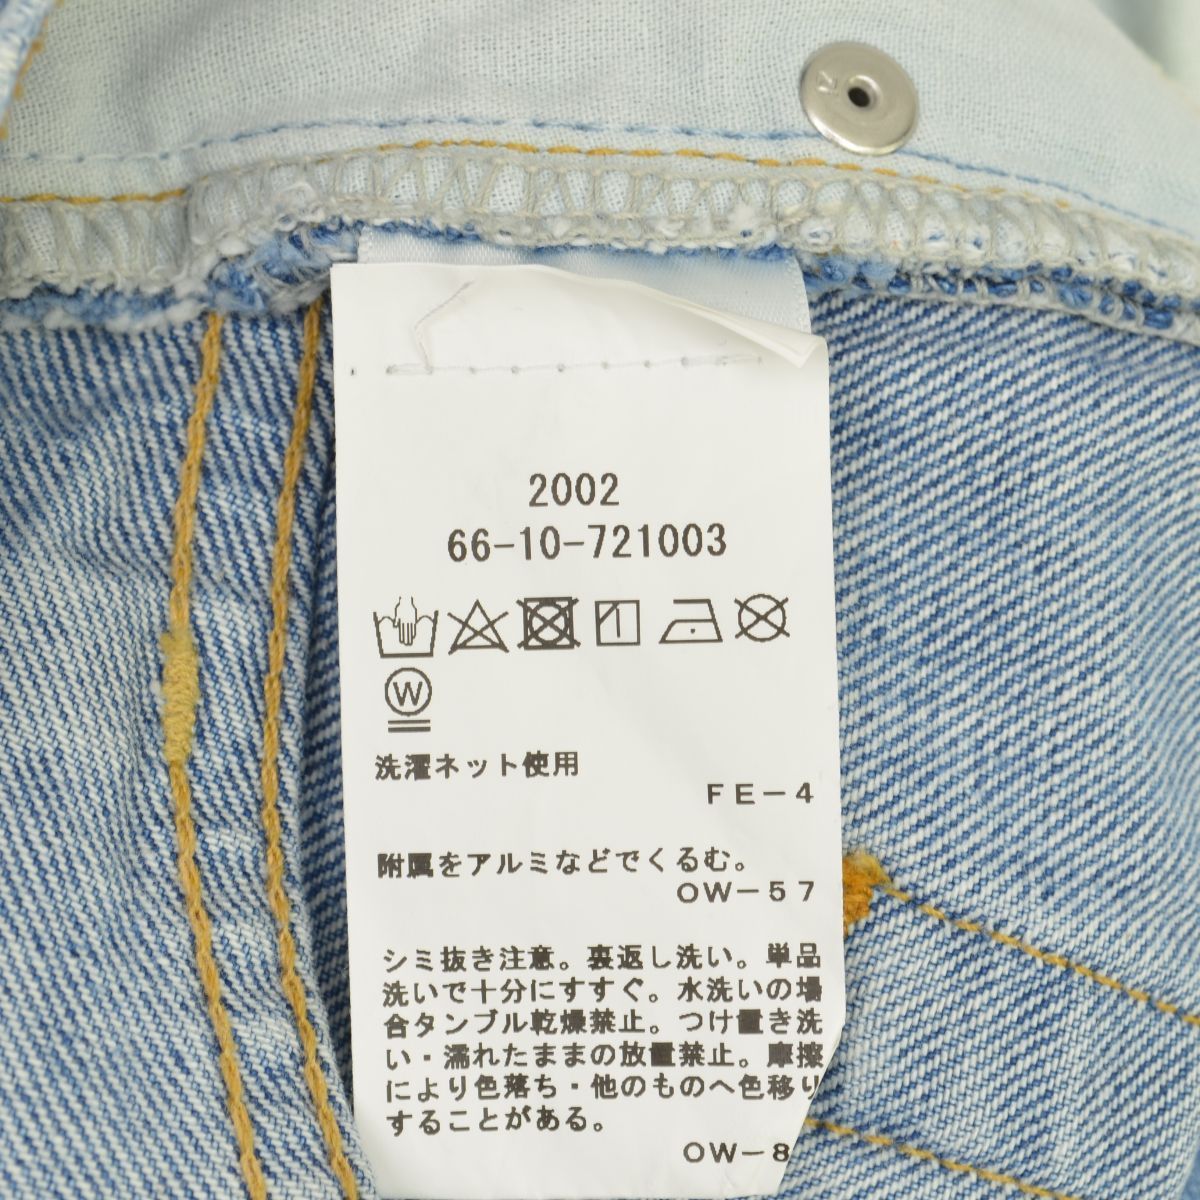 2002
66-10-721003
W
洗濯ネット使用
ＦＥ－４
附属をアルミなどでくるむ。
ＯＷ－５７
シミ抜き注意。裏返し洗い。単品
洗いで十分にすすぐ。水洗いの場
合タンブル乾燥禁止。つけ置き洗
い・濡れたままの放置禁止。摩擦
により色落ち・他のものへ色移り
することがある。
ＯＷ－８